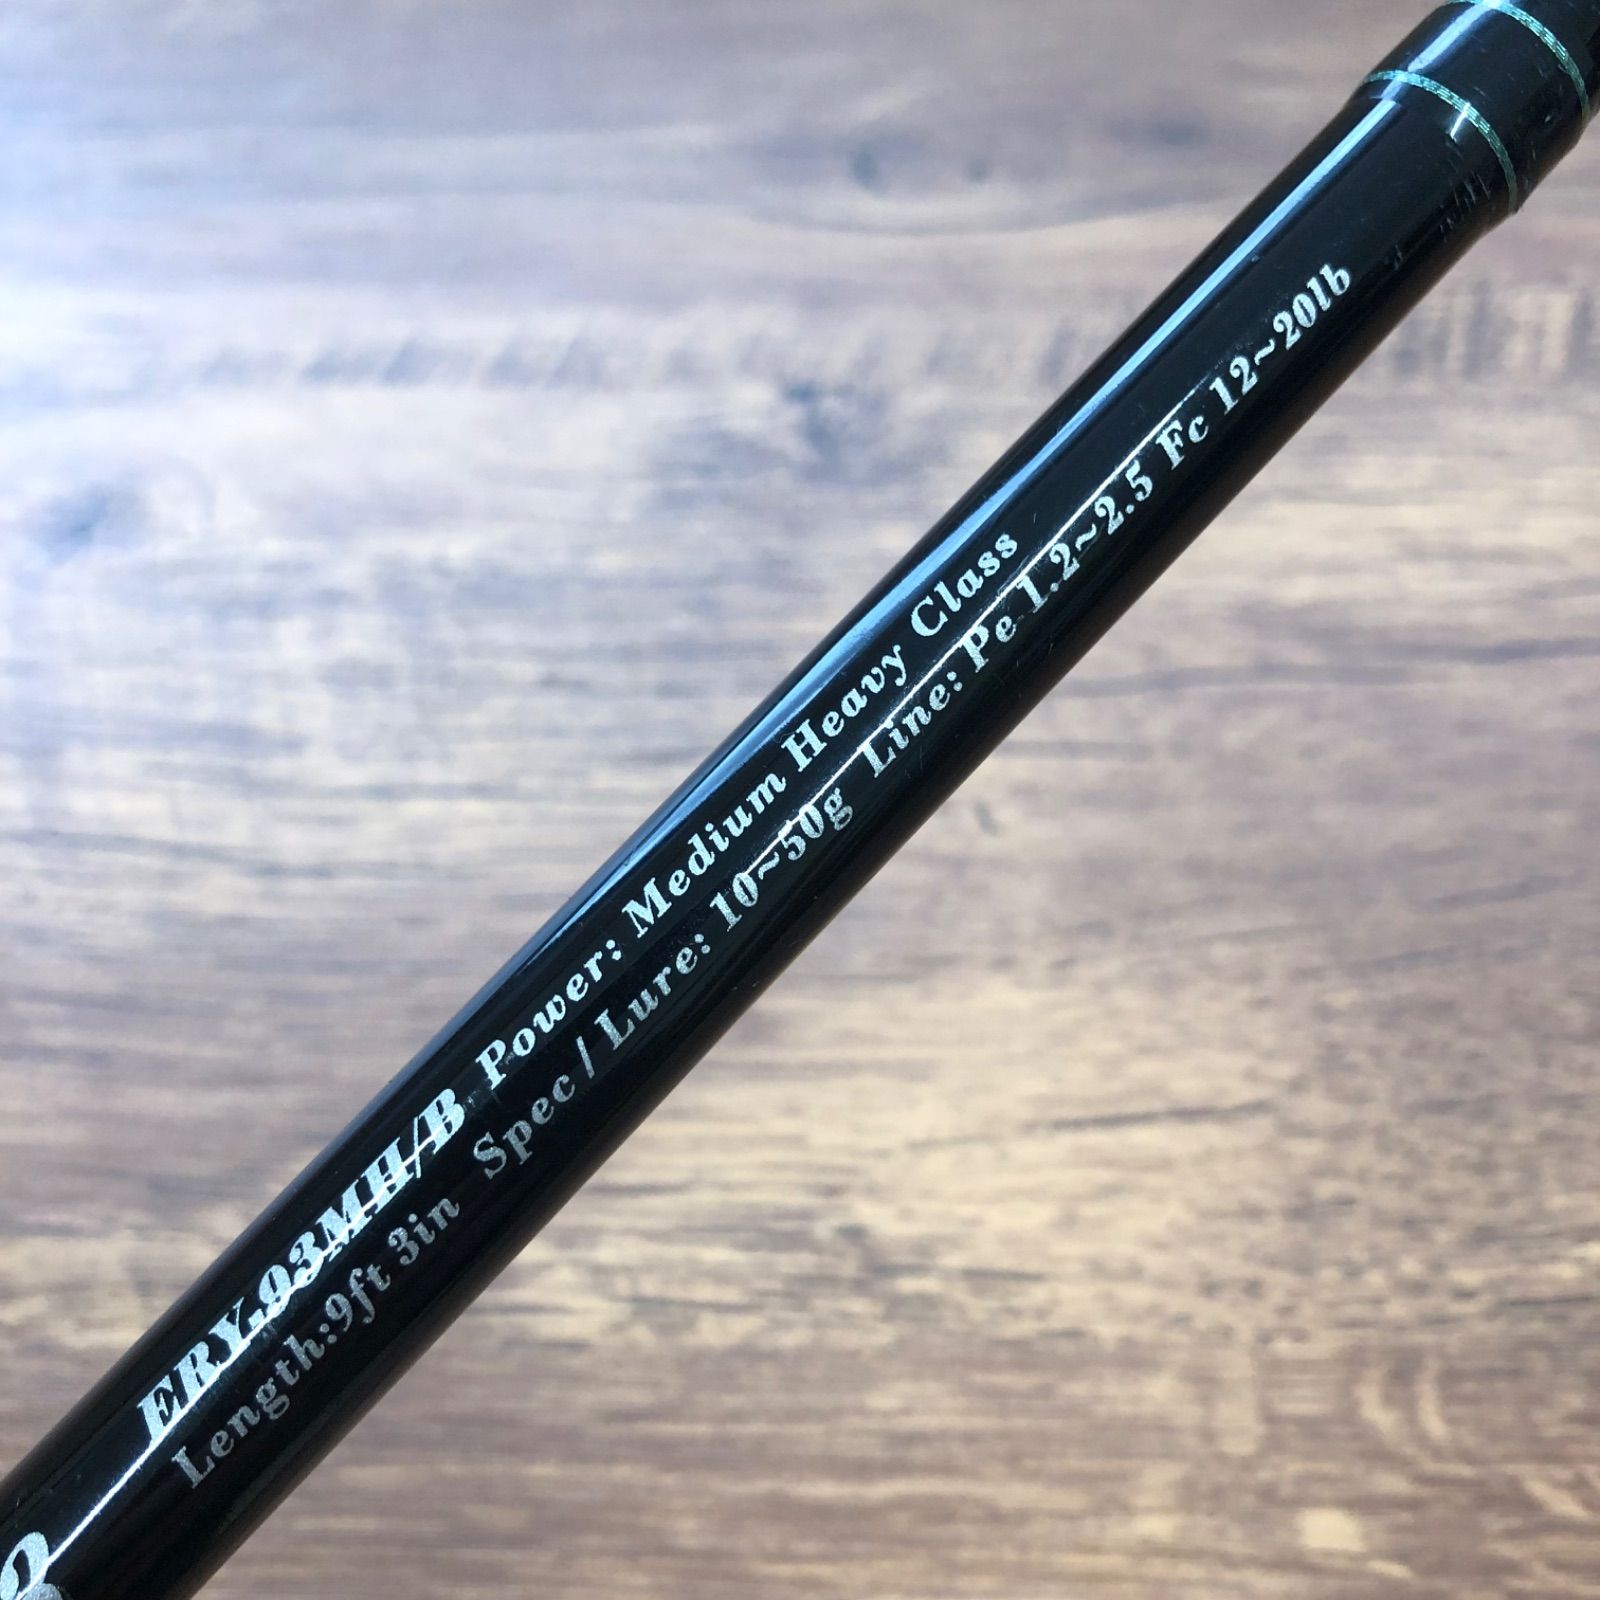 ERY-93MH/B Power: Medium Heavy Class
Length:9ft 3in Spec / Lure: 10~50g Line: Pe 1.2~2.5 Fc 12~20lb